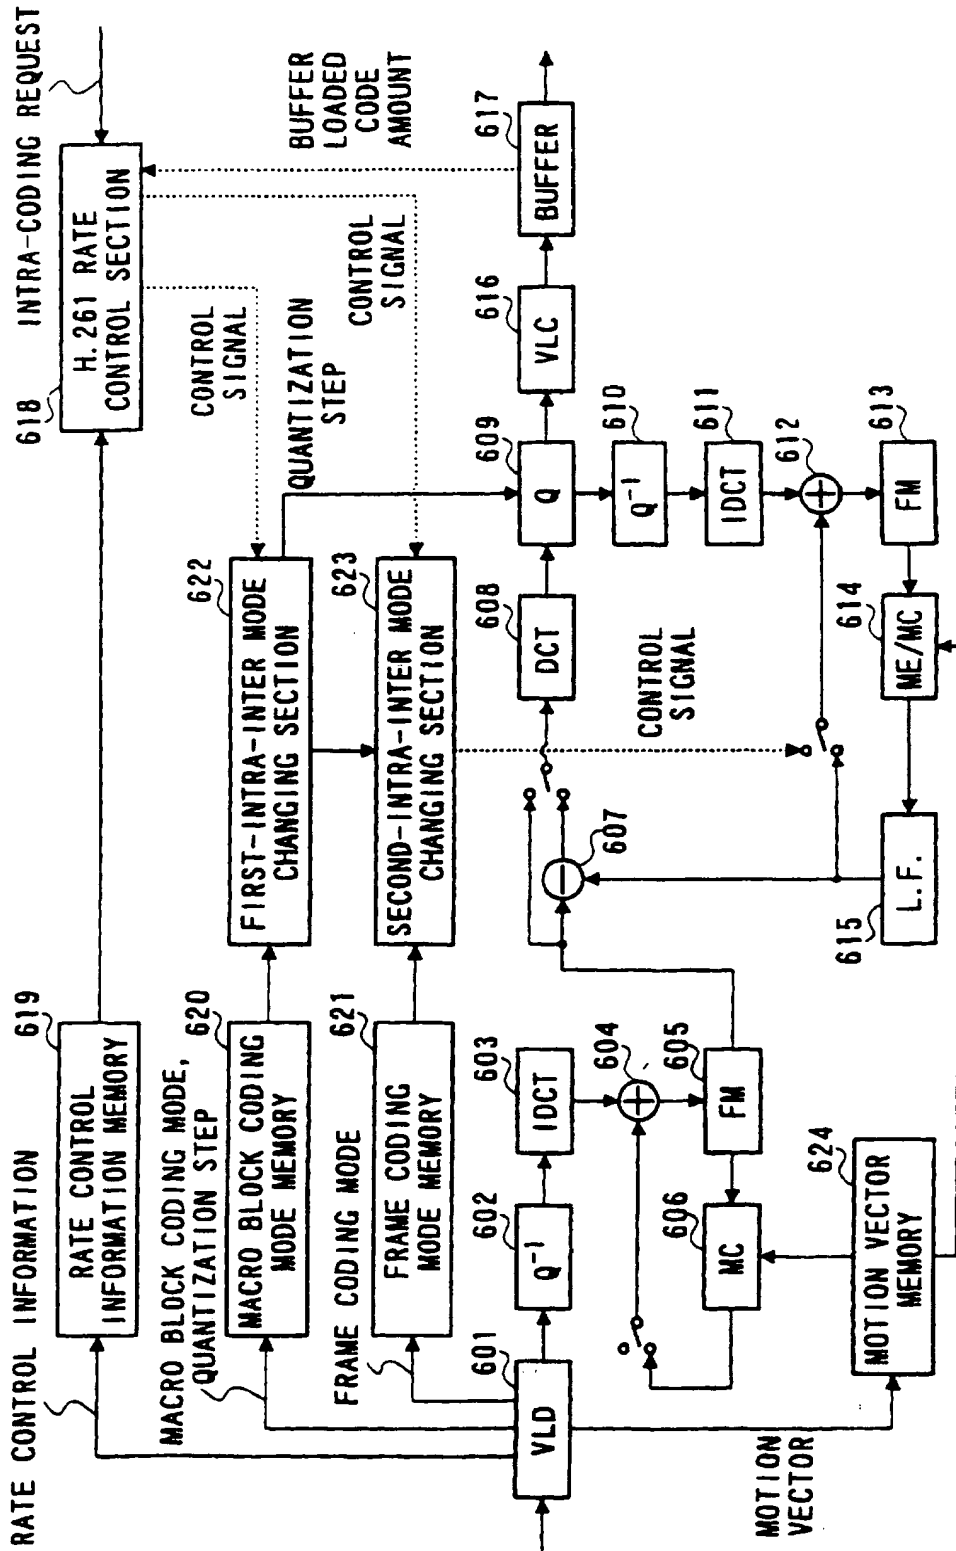 RATE CONTROL INFORMATION
619
RATE CONTROL
INFORMATION MEMORY
618
H.261 RATE
CONTROL SECTION
INTRA-CODING REQUEST
MACRO BLOCK CODING MODE,
QUANTIZATION STEP
620
MACRO BLOCK CODING
MODE MEMORY
622
FIRST-INTRA-INTER MODE
CHANGING SECTION
CONTROL
SIGNAL
QUANTIZATION
STEP
BUFFER
LOADED
CODE
AMOUNT
FRAME CODING MODE
621
FRAME CODING
MODE MEMORY
623
SECOND-INTRA-INTER MODE
CHANGING SECTION
CONTROL
SIGNAL
601
VLD
602
Q-1
603
IDCT
604
605
FM
606
MC
607
608
DCT
609
Q
616
VLC
617
BUFFER
CONTROL
SIGNAL
610
Q-1
611
IDCT
612
613
FM
614
ME/MC
615
L.F.
MOTION
VECTOR
624
MOTION VECTOR
MEMORY